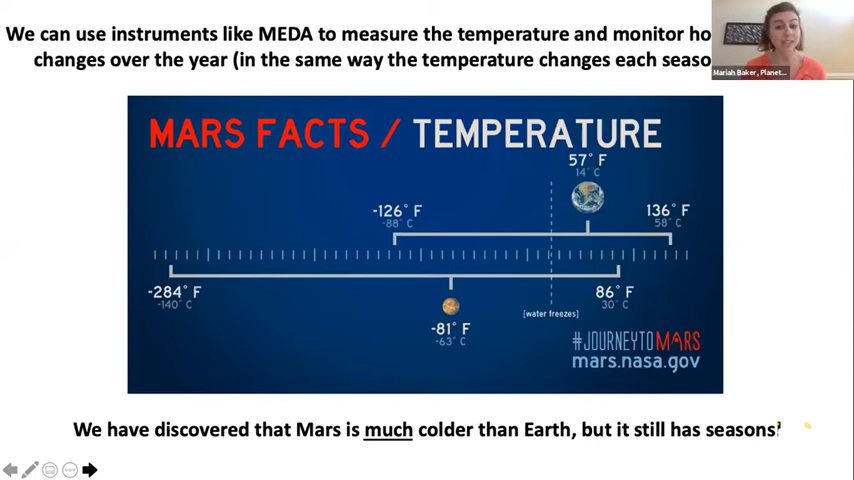 We can use instruments like MEDA to measure the temperature and monitor
changes over the year (in the same way the temperature changes each
Mariah Baker, Planet...
MARS FACTS / TEMPERATURE
57° F
14° C
-126° F
-88° C
136° F
58° C
-284° F
-140° C
86° F
30° C
[water freezes]
-81° F
-63° C
#JOURNEYTOMARS
mars.nasa.gov
We have discovered that Mars is much colder than Earth, but it still has seasons!